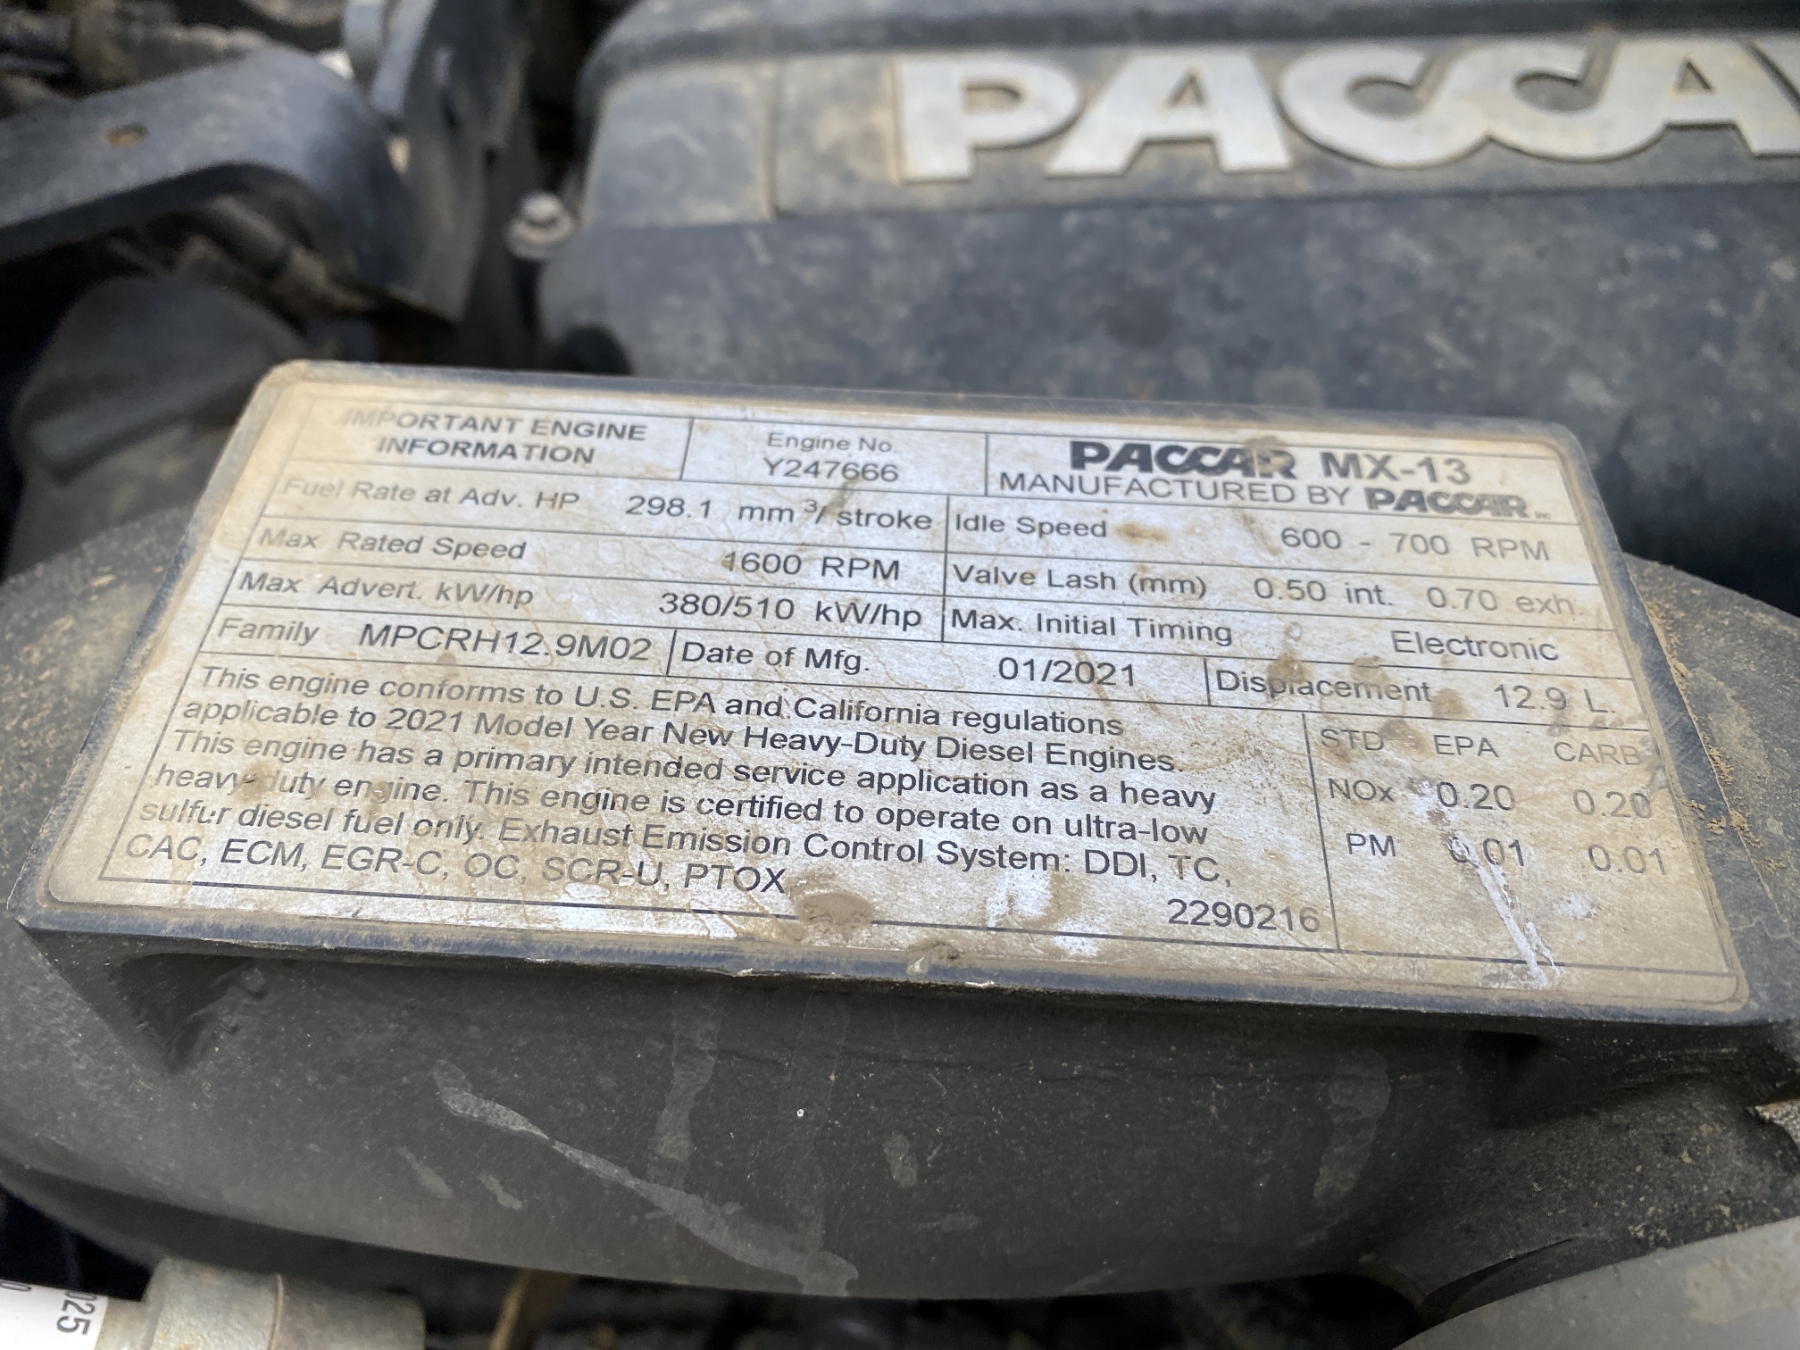 PACCA
IMPORTANT ENGINE
INFORMATION
Engine No.
Y247666
PACCAR MX-13
MANUFACTURED BY PACCAR
Fuel Rate at Adv. HP 298.1 mm³/ stroke
Idle Speed 600 - 700 RPM
Max Rated Speed 1600 RPM
Valve Lash (mm) 0.50 int. 0.70 exh.
Max Advert. kW/hp 380/510 kW/hp
Max. Initial Timing Electronic
Family MPCRH12.9M02 Date of Mfg. 01/2021 Displacement 12.9 L.
This engine conforms to U.S. EPA and California regulations
applicable to 2021 Model Year New Heavy-Duty Diesel Engines.
This engine has a primary intended service application as a heavy
heavy-duty engine. This engine is certified to operate on ultra-low
sulfur diesel fuel only. Exhaust Emission Control System: DDI, TC,
CAC, ECM, EGR-C, OC, SCR-U, PTOX
2290216
STD EPA CARB
NOx 0.20 0.20
PM 0.01 0.01
025